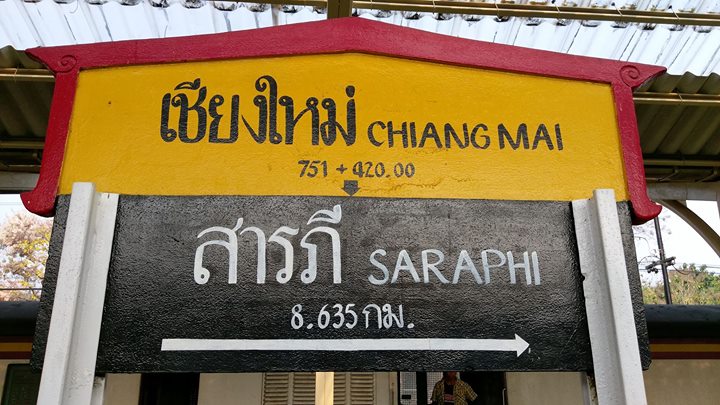 เชียงใหม่ CHIANG MAI
751 + 420.00
สารภี SARAPHI
8.635 กม.